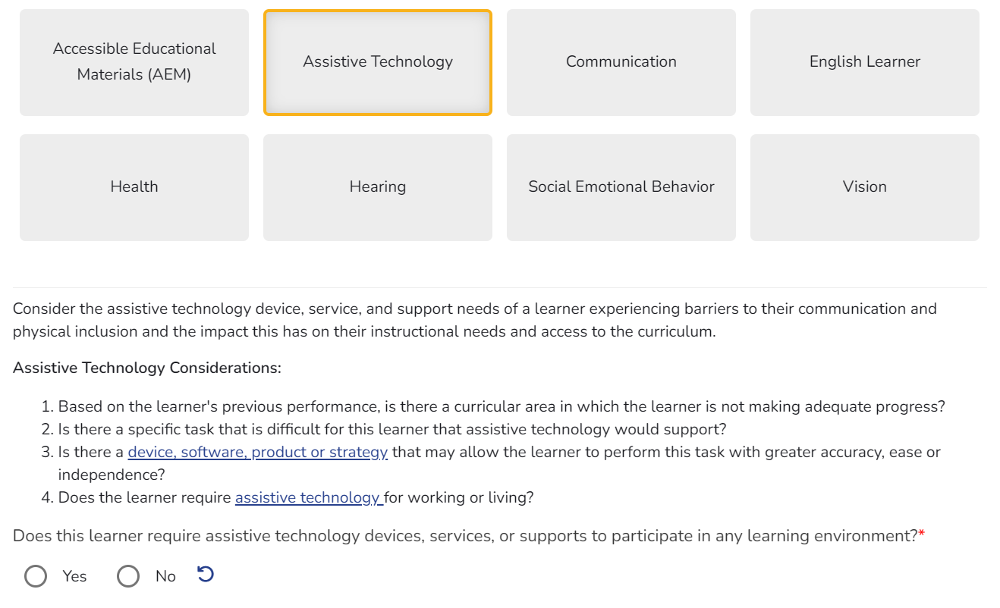 Accessible Educational
Materials (AEM)
Assistive Technology
Communication
English Learner
Health
Hearing
Social Emotional Behavior
Vision
Consider the assistive technology device, service, and support needs of a learner experiencing barriers to their communication and
physical inclusion and the impact this has on their instructional needs and access to the curriculum.
Assistive Technology Considerations:
1. Based on the learner's previous performance, is there a curricular area in which the learner is not making adequate progress?
2. Is there a specific task that is difficult for this learner that assistive technology would support?
3. Is there a device, software, product or strategy that may allow the learner to perform this task with greater accuracy, ease or
independence?
4. Does the learner require assistive technology for working or living?
Does this learner require assistive technology devices, services, or supports to participate in any learning environment?*
Yes No